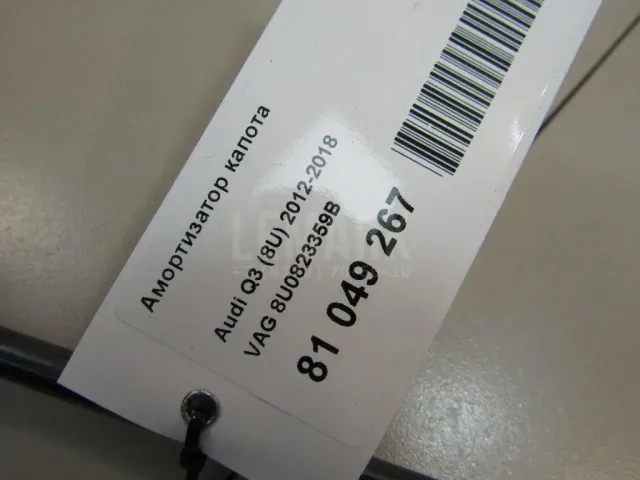 Амортизатор капота
Audi Q3 (8U) 2012-2018
VAG 8U0823359B
81 049 267